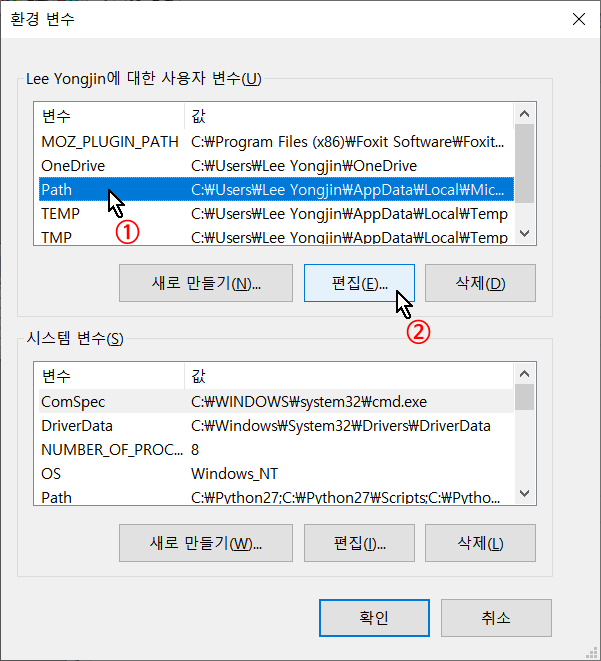 환경 변수
Lee Yongjin에 대한 사용자 변수(U)
변수 값
MOZ_PLUGIN_PATH C:₩Program Files (x86)₩Foxit Software₩Foxit...
OneDrive C:₩Users₩Lee Yongjin₩OneDrive
Path C:₩Users₩Lee Yongjin₩AppData₩Local₩Mic...
TEMP C:₩Users₩Lee Yongjin₩AppData₩Local₩Temp
TMP C:₩Users₩Lee Yongjin₩AppData₩Local₩Temp
①
새로 만들기(N)... 편집(E)... 삭제(D)
②
시스템 변수(S)
변수 값
ComSpec C:₩WINDOWS₩system32₩cmd.exe
DriverData C:₩Windows₩System32₩Drivers₩DriverData
NUMBER_OF_PROC... 8
OS Windows_NT
Path C:₩Python27;C:₩Python27₩Scripts;C:₩Pytho...
새로 만들기(W)... 편집(I)... 삭제(L)
확인 취소